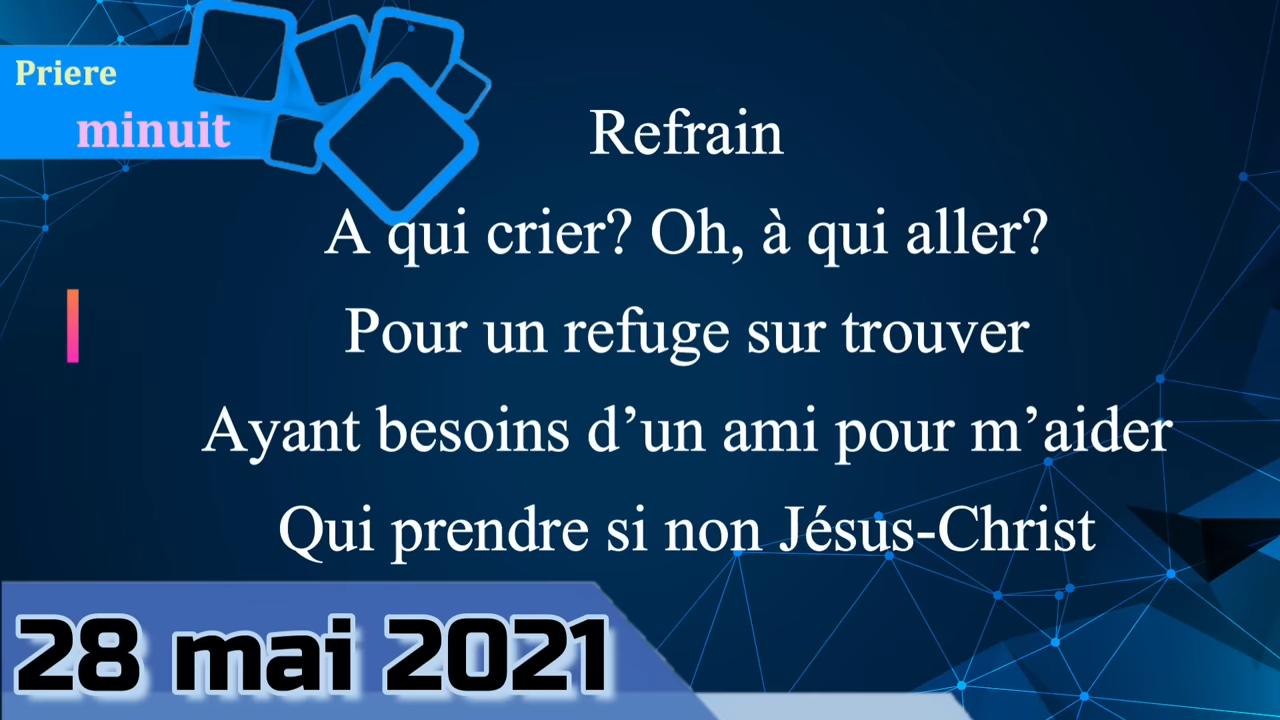 Priere
minuit
Refrain
A qui crier? Oh, à qui aller?
Pour un refuge sur trouver
Ayant besoins d’un ami pour m’aider
Qui prendre si non Jésus-Christ
28 mai 2021